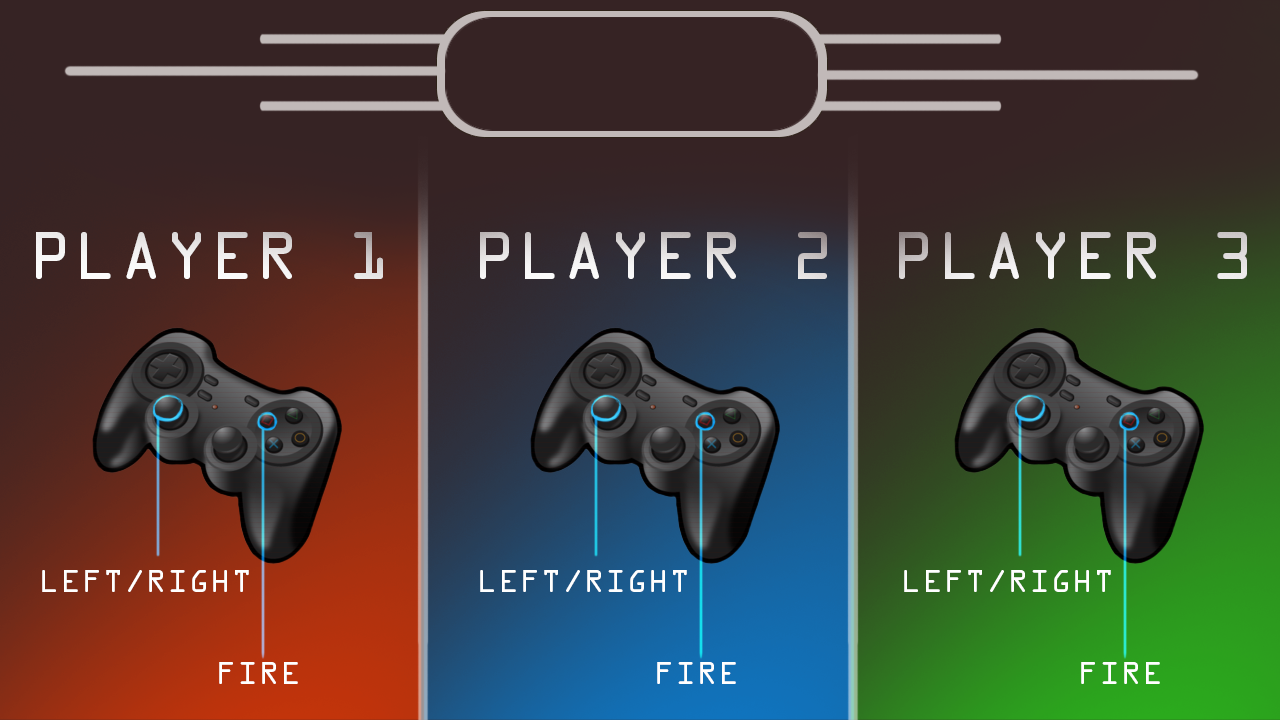 PLAYER 1
LEFT/RIGHT
FIRE
PLAYER 2
LEFT/RIGHT
FIRE
PLAYER 3
LEFT/RIGHT
FIRE